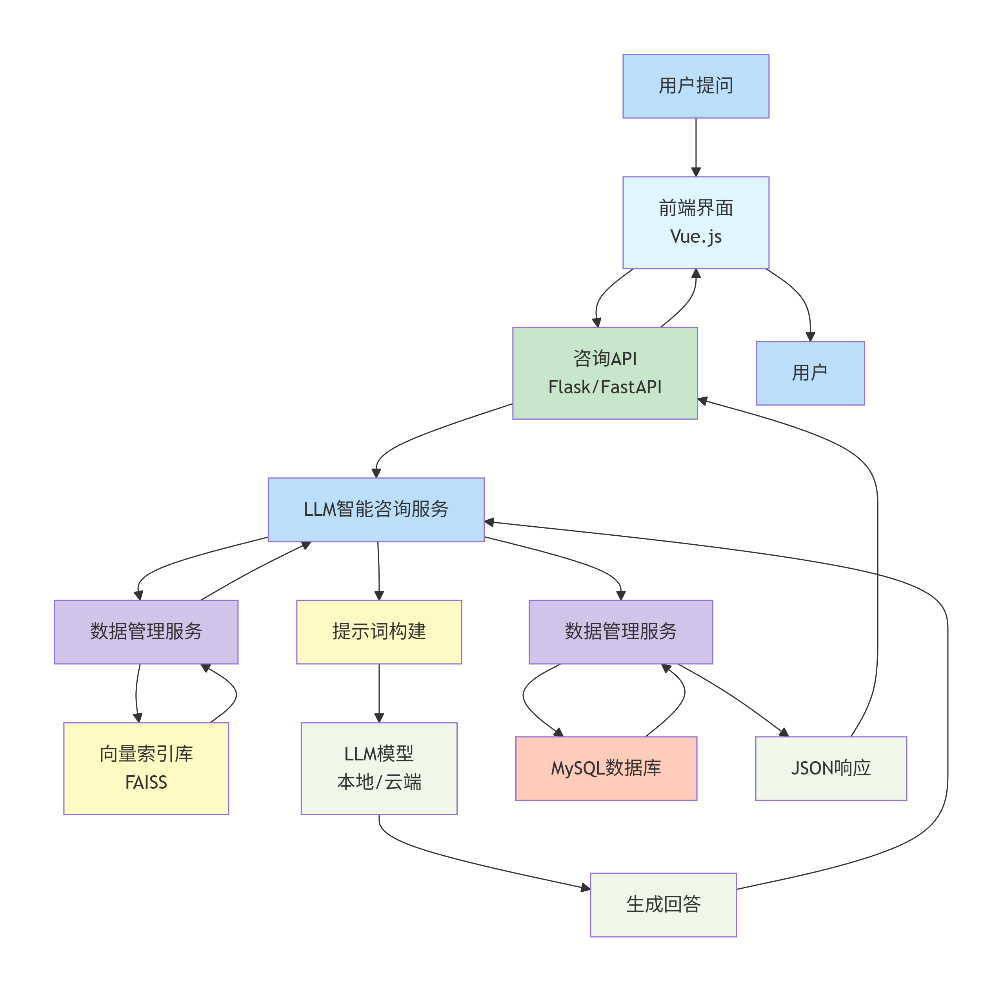 用户提问
前端界面
Vue.js
咨询API
Flask/FastAPI
用户
LLM智能咨询服务
数据管理服务
提示词构建
数据管理服务
向量索引库
FAISS
LLM模型
本地/云端
MySQL数据库
JSON响应
生成回答